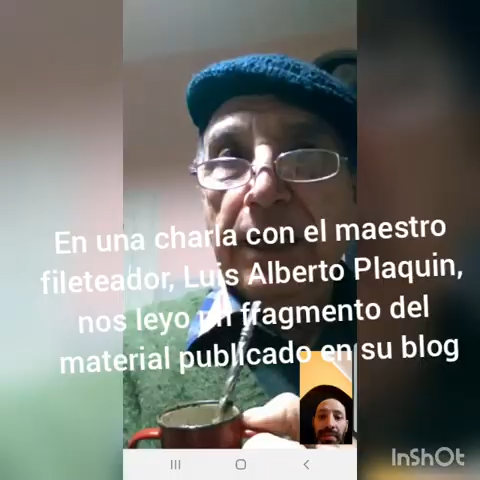 En una charla con el maestro
fileteador, Luis Alberto Plaquin,
nos leyo un fragmento del
material publicado en su blog
InShOt